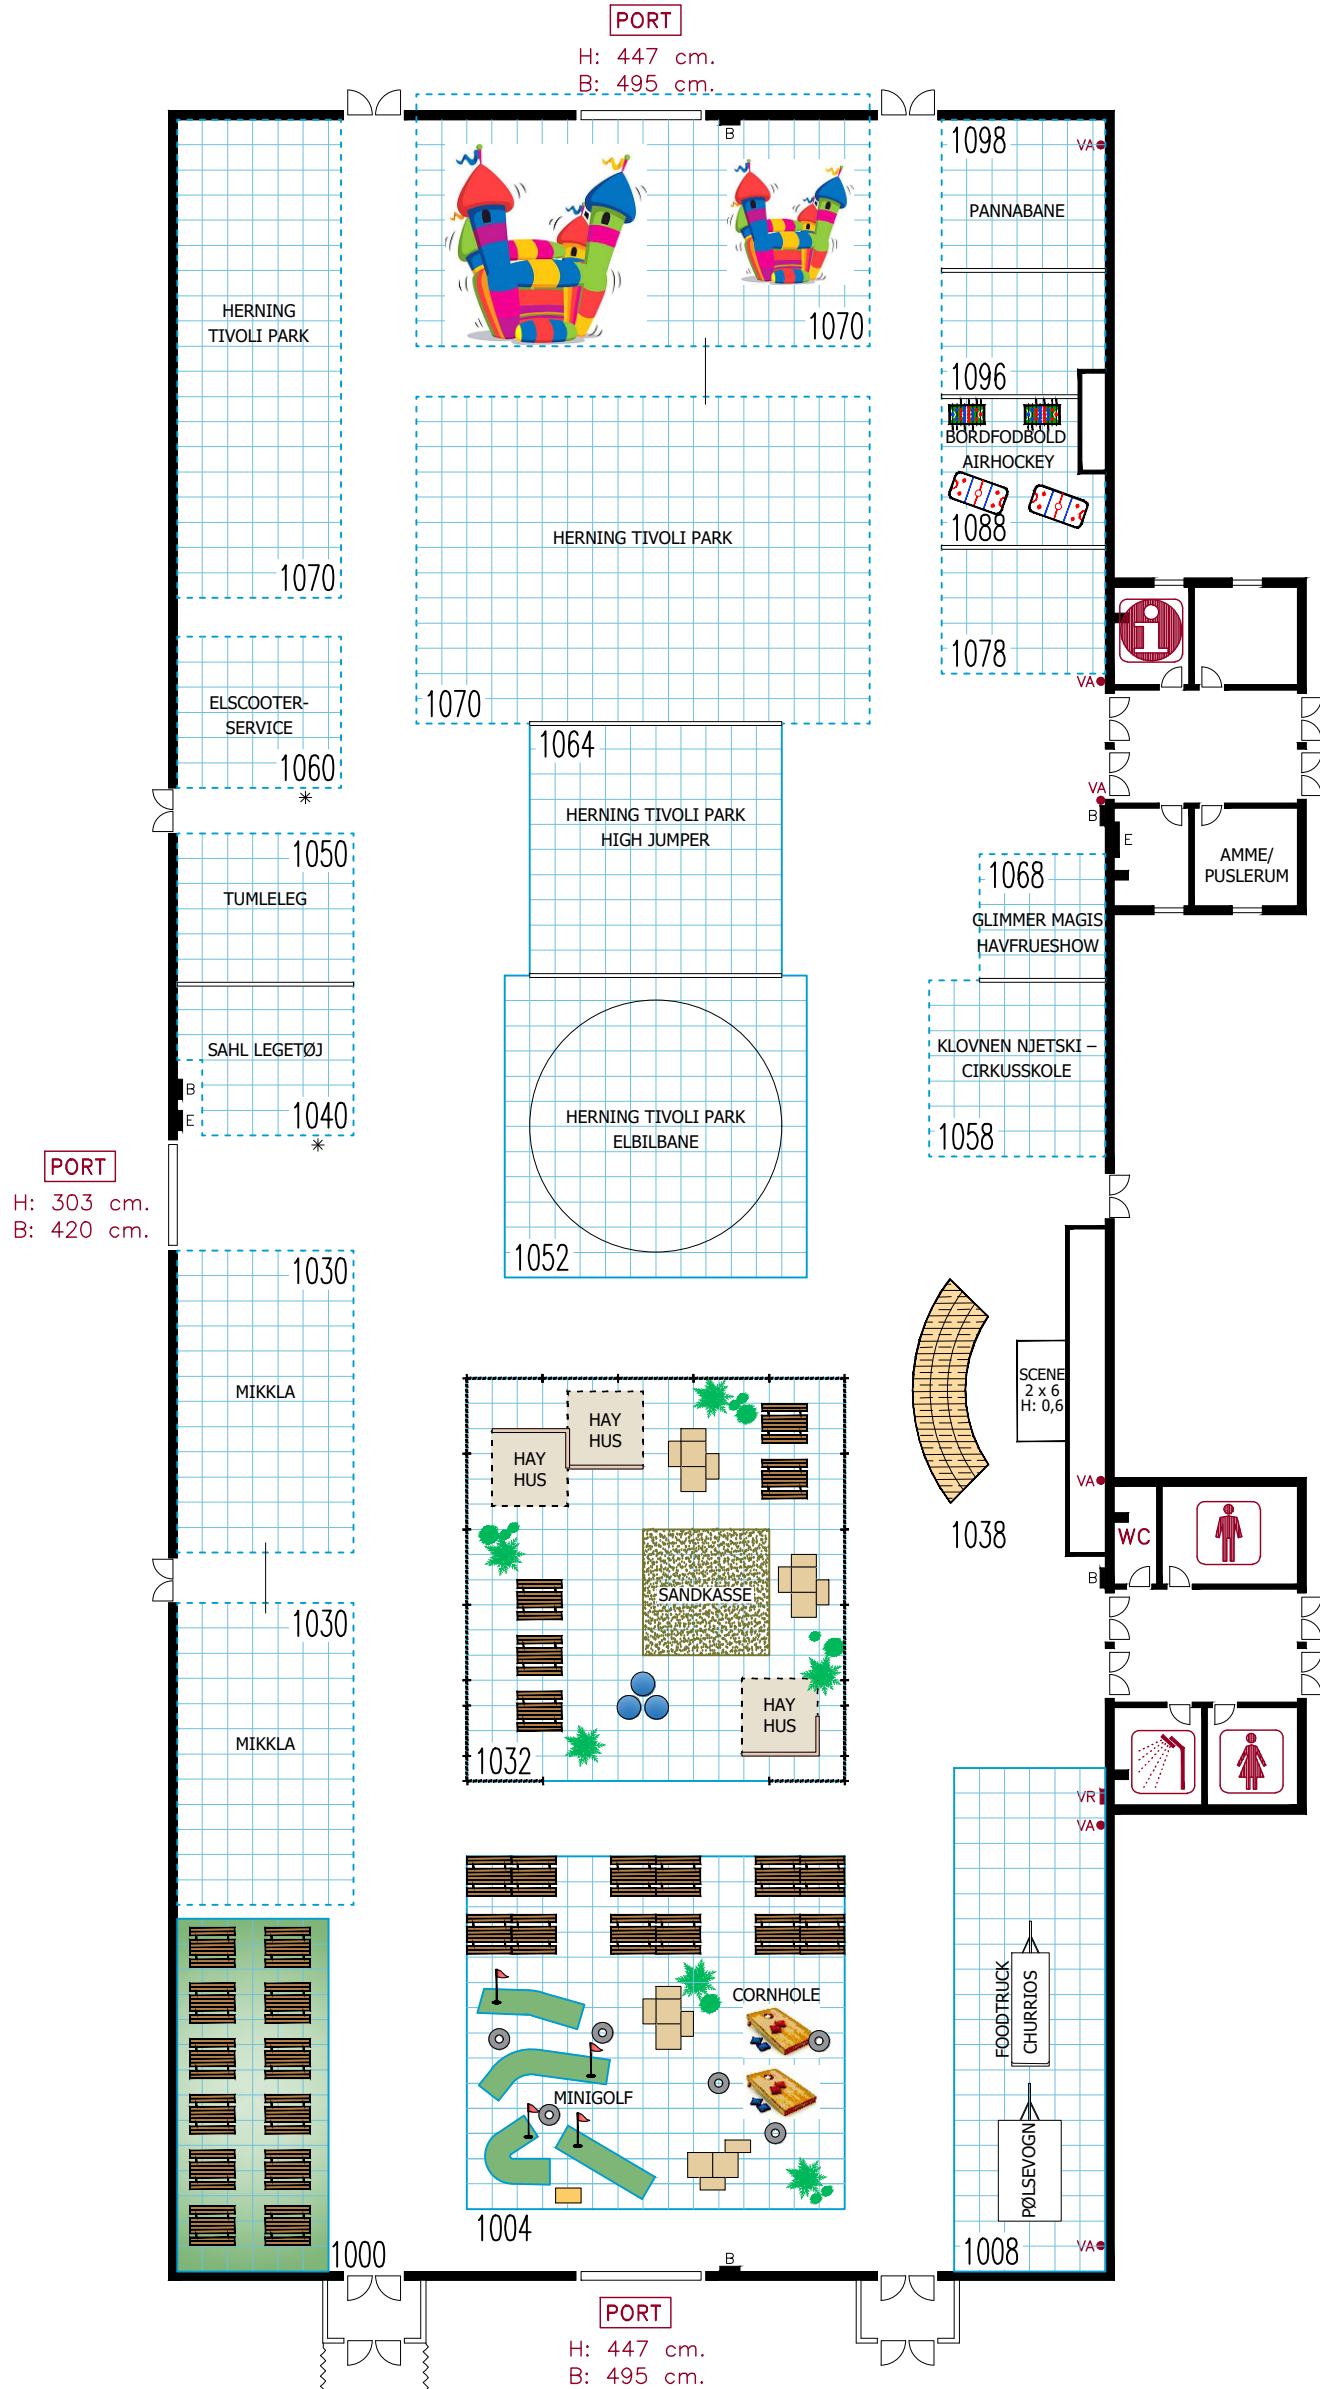 PORT
H: 447 cm.
B: 495 cm.
B
1098
VA
PANNABANE
HERNING
TIVOLI PARK
1070
1070
1096
BORDFODBOLD
AIRHOCKEY
1088
HERNING TIVOLI PARK
1070
1078
VA
ELSCOOTER-
SERVICE
1060
1064
HERNING TIVOLI PARK
HIGH JUMPER
VA
B
E
AMME/
PUSLERUM
1050
TUMLELEG
1068
GLIMMER MAGIS
HAVFRUESHOW
SAHL LEGETØJ
B
E
1040
KLOVNEN NJETSKI –
CIRKUSSKOLE
1058
HERNING TIVOLI PARK
ELBILBANE
1052
PORT
H: 303 cm.
B: 420 cm.
1030
MIKKLA
SCENE
2 x 6
H: 0,6
HAY
HUS
HAY
HUS
VA
1038
WC
B
SANDKASSE
1030
MIKKLA
HAY
HUS
1032
VR
VA
CORNHOLE
FOODTRUCK
CHURRIOS
MINIGOLF
PØLSEVOGN
1004
1000
1008
VA
B
PORT
H: 447 cm.
B: 495 cm.